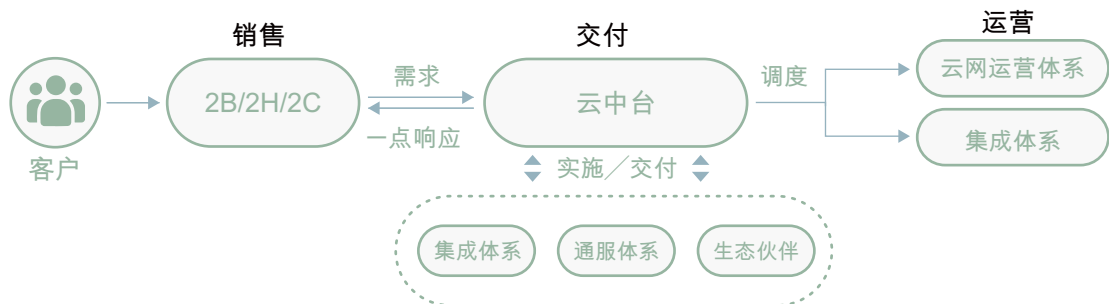 销售
交付
运营
客户
2B/2H/2C
需求
一点响应
云中台
调度
云网运营体系
集成体系
实施／交付
集成体系
通服体系
生态伙伴